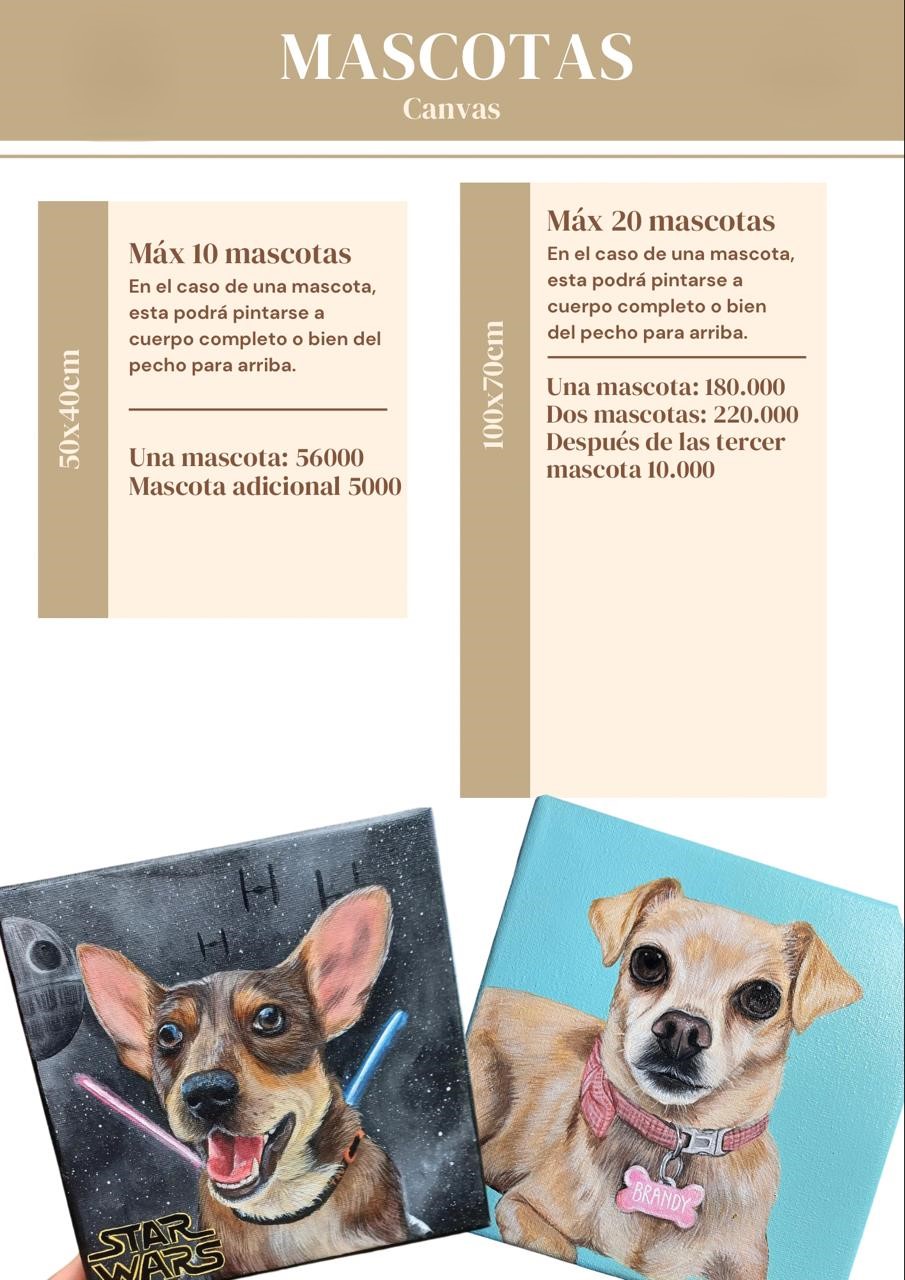 MASCOTAS
Canvas
50x40cm
Máx 10 mascotas
En el caso de una mascota,
esta podrá pintarse a
cuerpo completo o bien del
pecho para arriba.
Una mascota: 56000
Mascota adicional 5000
100x70cm
Máx 20 mascotas
En el caso de una mascota,
esta podrá pintarse a
cuerpo completo o bien
del pecho para arriba.
Una mascota: 180.000
Dos mascotas: 220.000
Después de las tercer
mascota 10.000
STAR
WARS
BRANDY